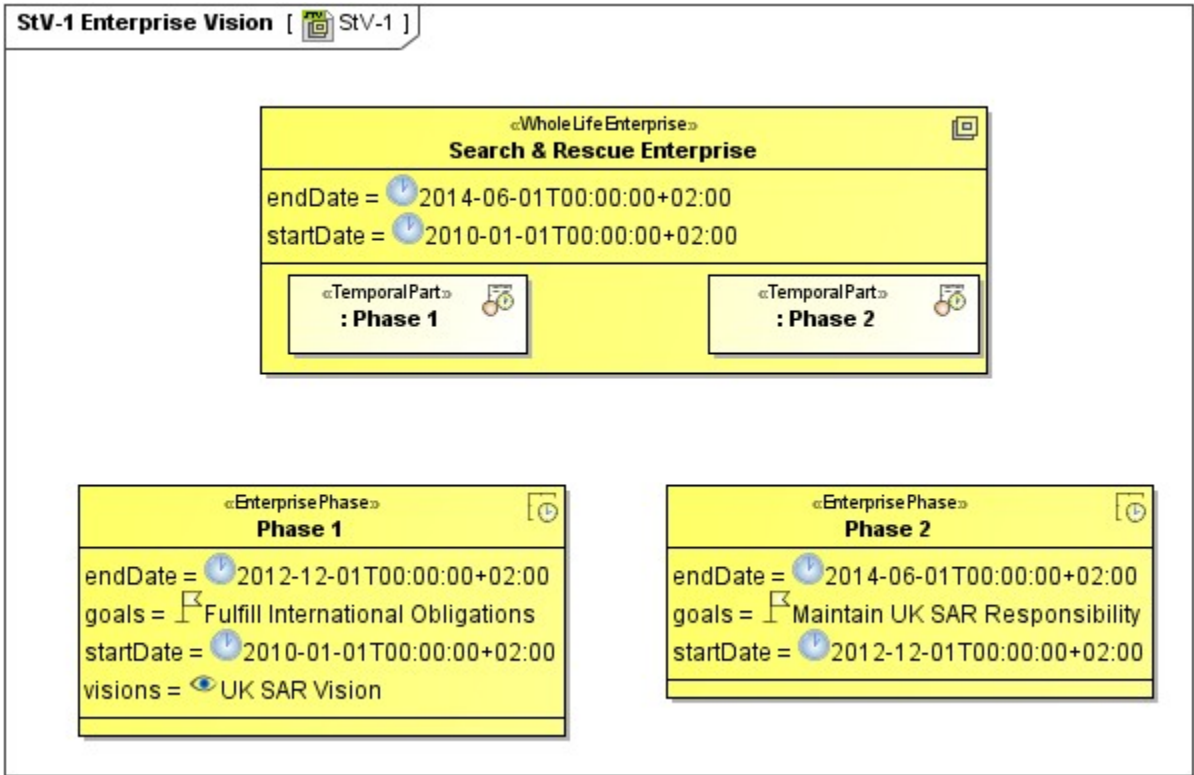 StV-1 Enterprise Vision [ StV-1 ]
«WholeLifeEnterprise»
Search & Rescue Enterprise
endDate = 2014-06-01T00:00:00+02:00
startDate = 2010-01-01T00:00:00+02:00
«TemporalPart»
: Phase 1
«TemporalPart»
: Phase 2
«EnterprisePhase»
Phase 1
endDate = 2012-12-01T00:00:00+02:00
goals = Fulfill International Obligations
startDate = 2010-01-01T00:00:00+02:00
visions = UK SAR Vision
«EnterprisePhase»
Phase 2
endDate = 2014-06-01T00:00:00+02:00
goals = Maintain UK SAR Responsibility
startDate = 2012-12-01T00:00:00+02:00